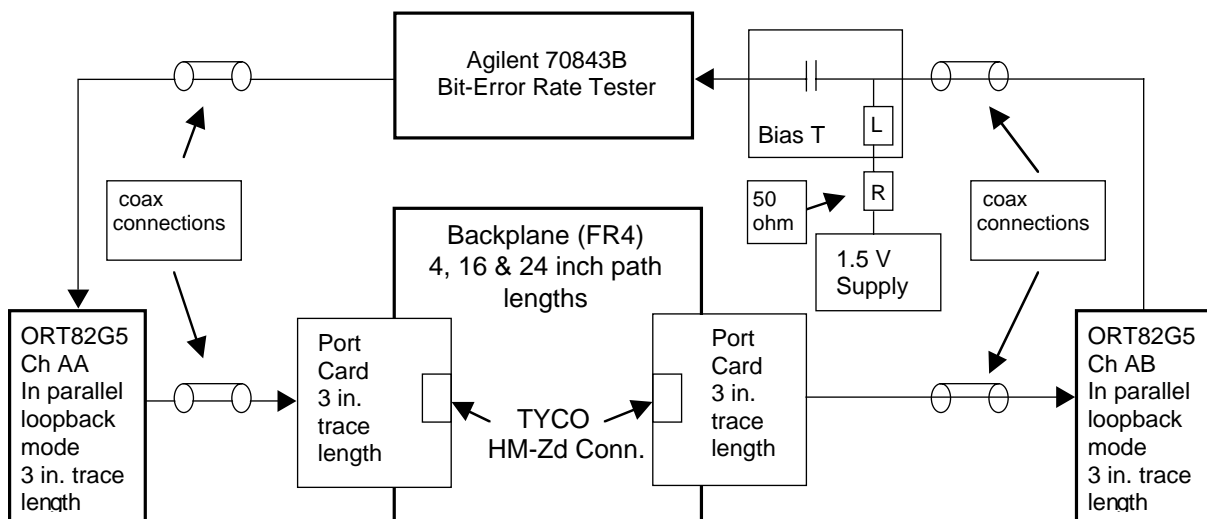 Agilent 70843B
Bit-Error Rate Tester
Bias T
L
R
50
ohm
1.5 V
Supply
coax
connections
coax
connections
Backplane (FR4)
4, 16 & 24 inch path
lengths
ORT82G5
Ch AA
In parallel
loopback
mode
3 in. trace
length
Port
Card
3 in.
trace
length
TYCO
HM-Zd Conn.
Port
Card
3 in.
trace
length
ORT82G5
Ch AB
In parallel
loopback
mode
3 in. trace
length